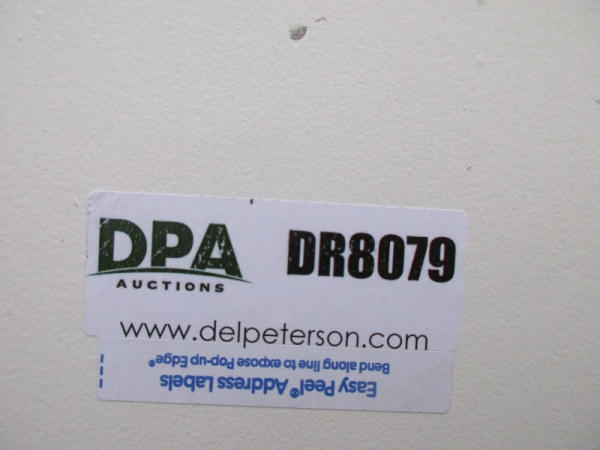 DPA
AUCTIONS
DR8079
www.delpeterson.com
Bend along line to expose Pop-up Edge®
Easy Peel® Address Labels